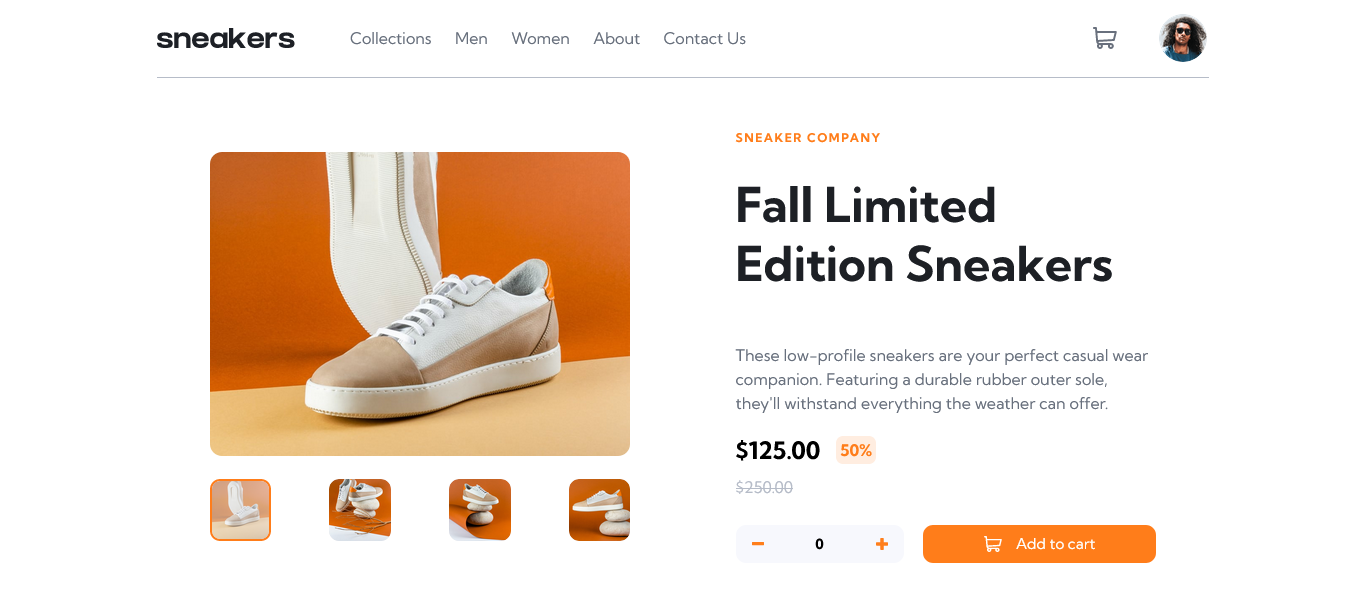 sneakers
Collections Men Women About Contact Us
SNEAKER COMPANY
Fall Limited
Edition Sneakers
These low-profile sneakers are your perfect casual wear
companion. Featuring a durable rubber outer sole,
they'll withstand everything the weather can offer.
$125.00 50%
$250.00
0
Add to cart